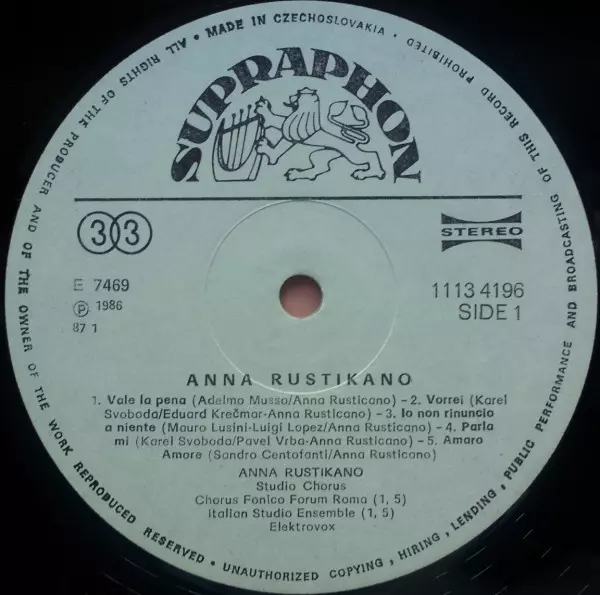 ALL RIGHTS OF THE PRODUCER AND OF THE OWNER OF THE WORK REPRODUCED RESERVED • UNAUTHORIZED COPYING, HIRING, LENDING, PUBLIC PERFORMANCE AND BROADCASTING OF THIS RECORD PROHIBITED • MADE IN CZECHOSLOVAKIA •
SUPRAPHON
33
STEREO
E 7469
℗ 1986
87 1
1113 4196
SIDE 1
ANNA RUSTIKANO
1. Vale la pena (Adelmo Musso/Anna Rusticano) – 2. Vorrei (Karel
Svoboda/Eduard Krečmar-Anna Rusticano) – 3. Io non rinuncio
a niente (Mauro Lusini-Luigi Lopez/Anna Rusticano) – 4. Parla
mi (Karel Svoboda/Pavel Vrba-Anna Rusticano) – 5. Amaro
Amore (Sandro Centofanti/Anna Rusticano)
ANNA RUSTIKANO
Studio Chorus
Chorus Fonico Forum Roma (1, 5)
Italian Studio Ensemble (1, 5)
Elektrovox